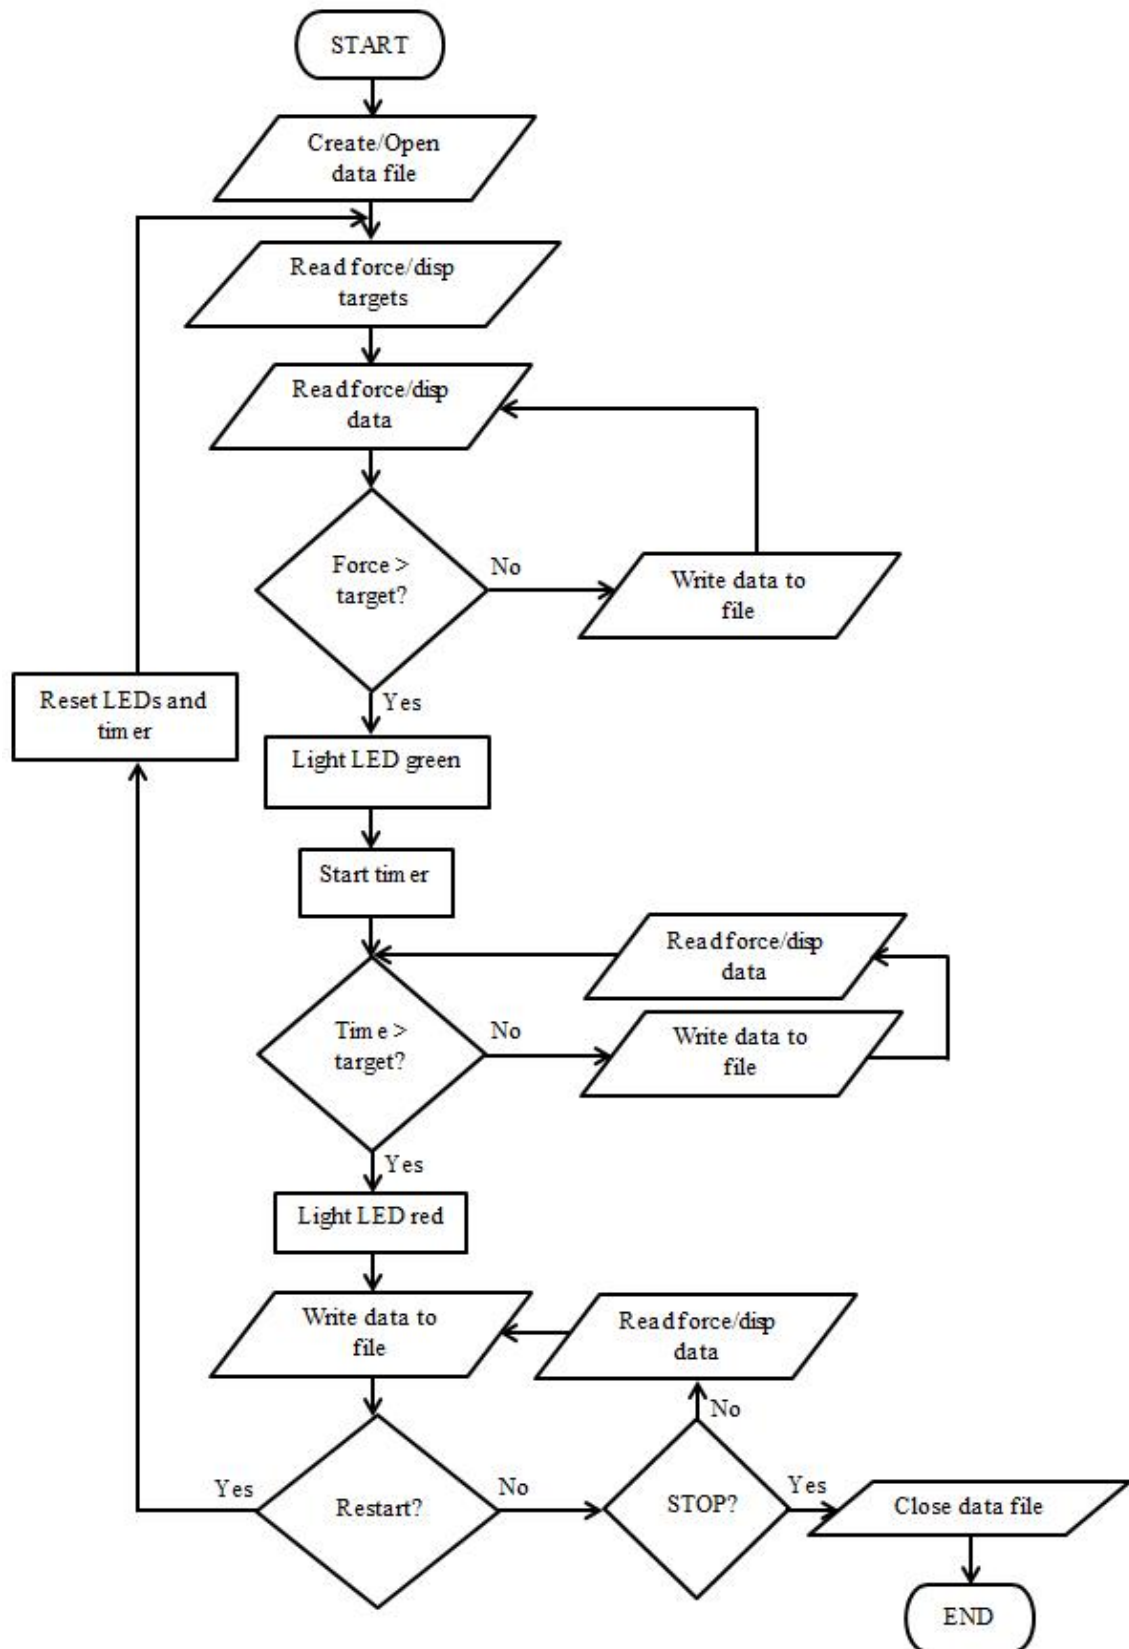 START
Create/Open
data file
Read force/disp
targets
Read force/disp
data
Force >
target?
No
Write data to
file
Yes
Reset LEDs and
timer
Light LED green
Start timer
Read force/disp
data
Time >
target?
No
Write data to
file
Yes
Light LED red
Write data to
file
Read force/disp
data
No
Yes
Restart?
No
STOP?
Yes
Close data file
END